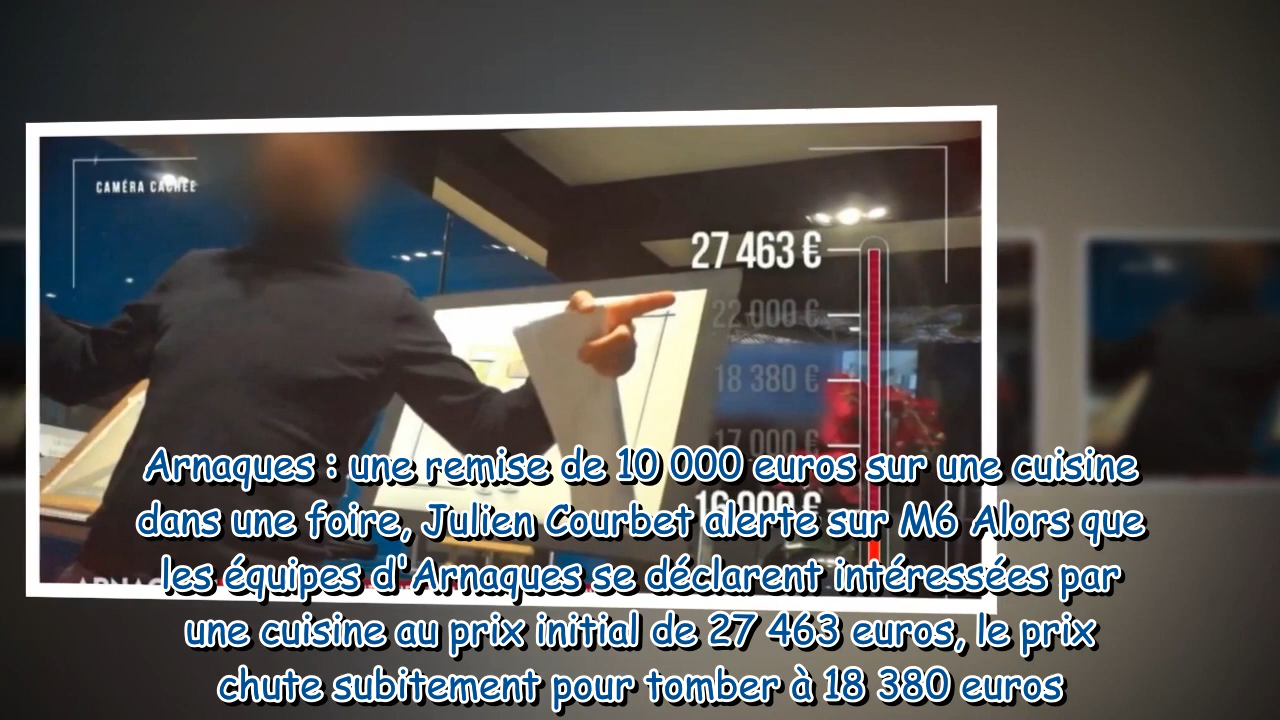 CAMÉRA CACHÉE
27 463 €
22 000 €
18 380 €
17 000 €
16 000 €
Arnaques : une remise de 10 000 euros sur une cuisine
dans une foire, Julien Courbet alerte sur M6 Alors que
les équipes d'Arnaques se déclarent intéressées par
une cuisine au prix initial de 27 463 euros, le prix
chute subitement pour tomber à 18 380 euros